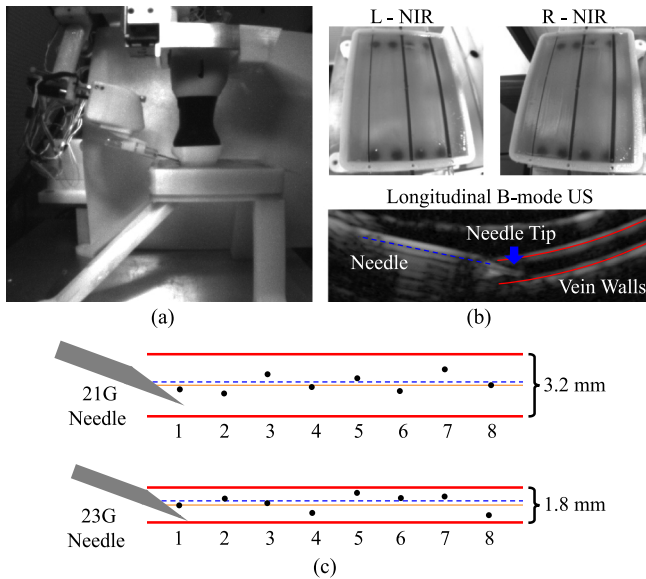 L - NIR
R - NIR
Longitudinal B-mode US
Needle Tip
Needle
Vein Walls
(a)
(b)
21G
Needle
3.2 mm
1 2 3 4 5 6 7 8
23G
Needle
1.8 mm
1 2 3 4 5 6 7 8
(c)